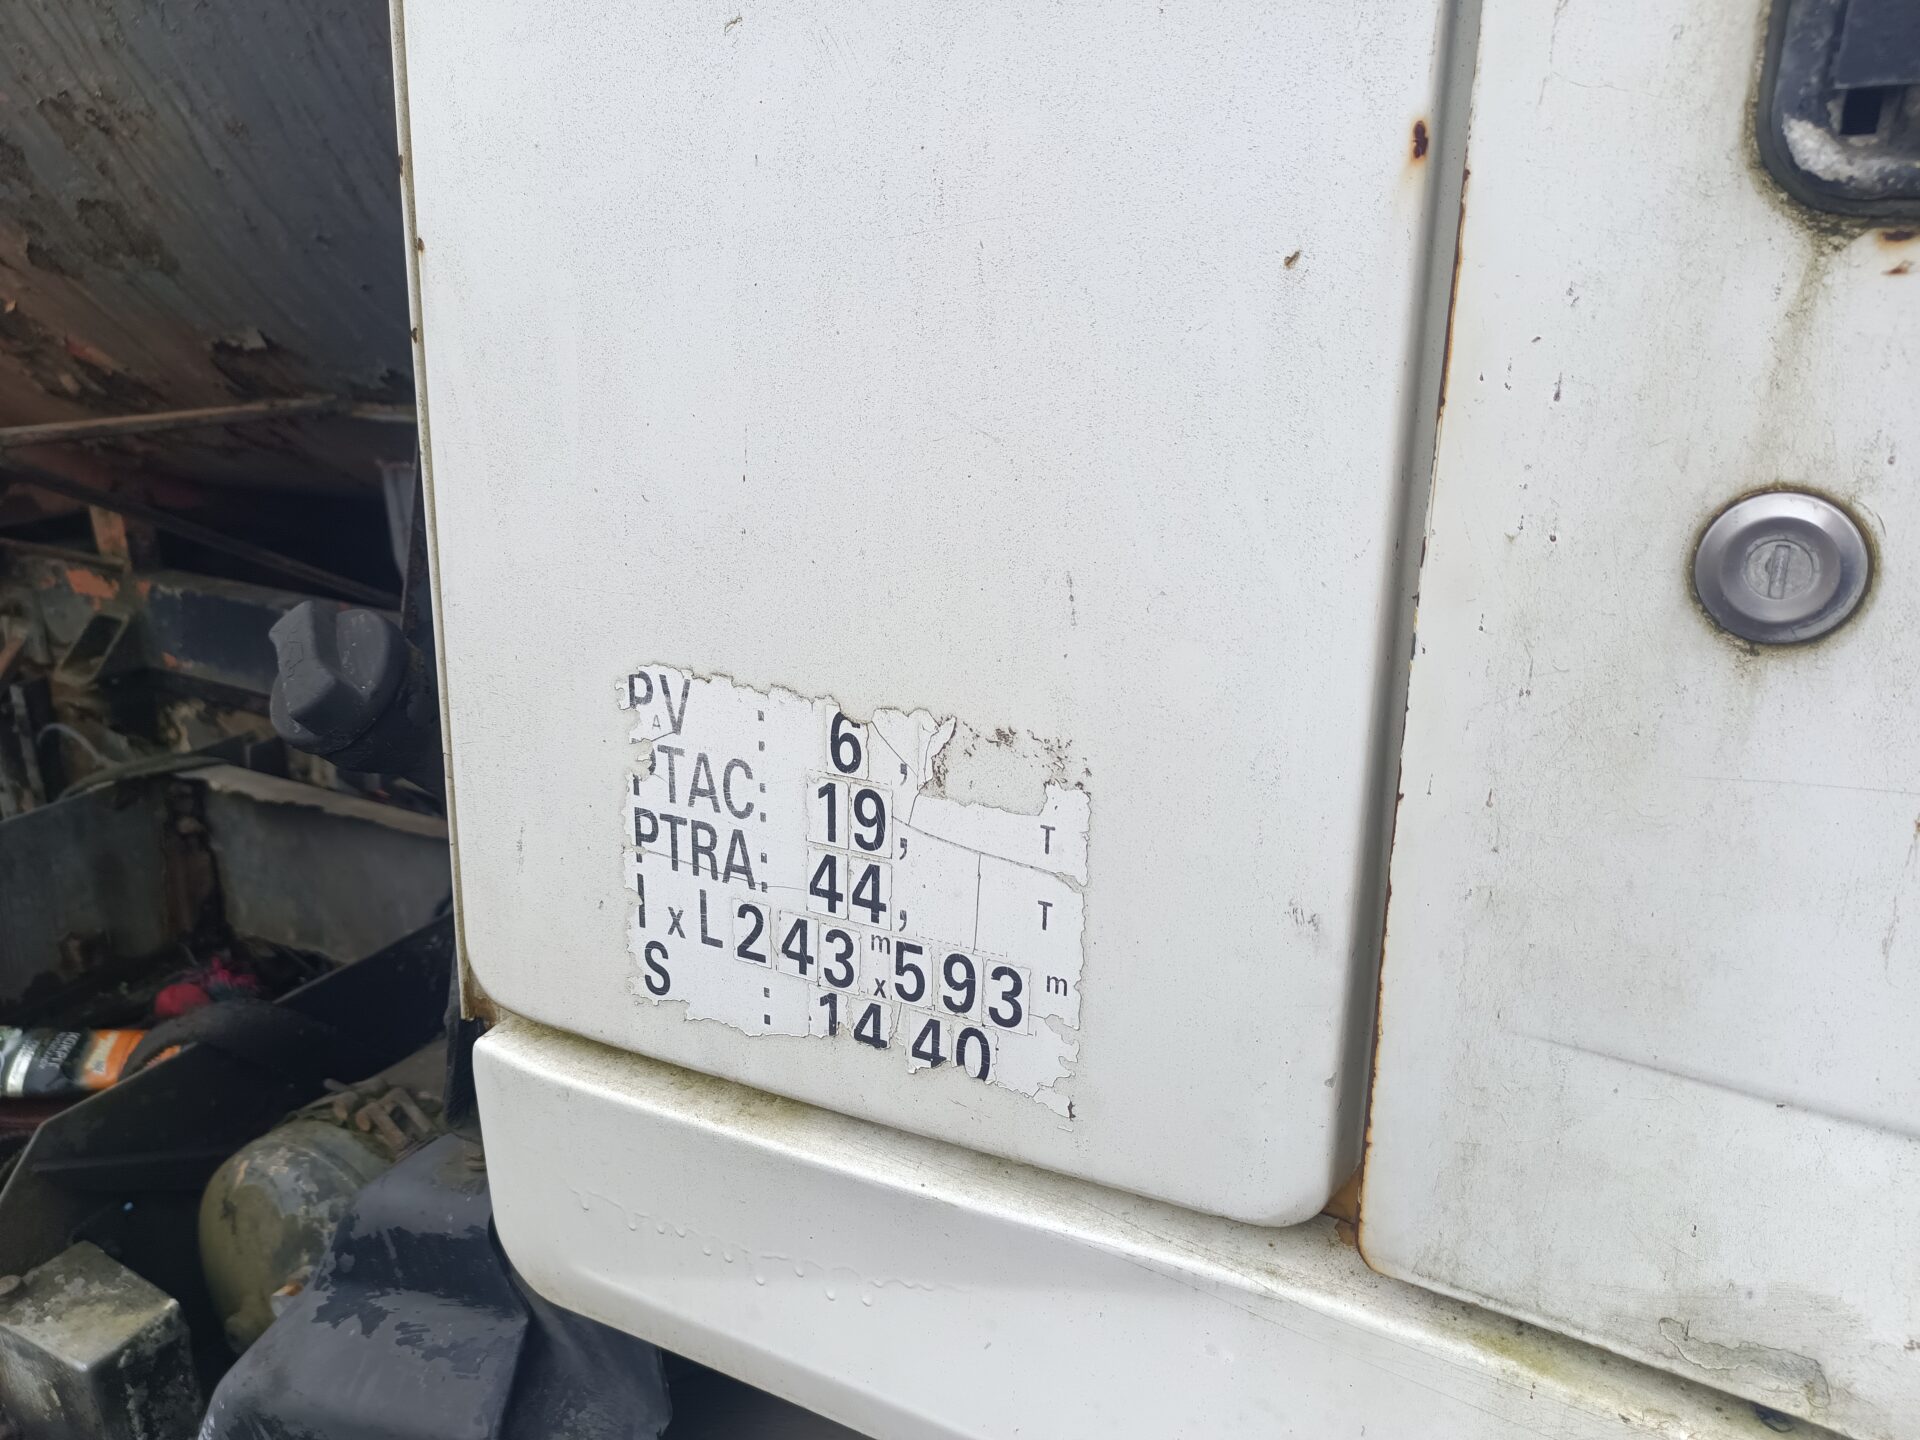 PV : 6,
PTAC: 19, T
PTRA: 44, T
l x L 243 m x 593 m
S : 14 40